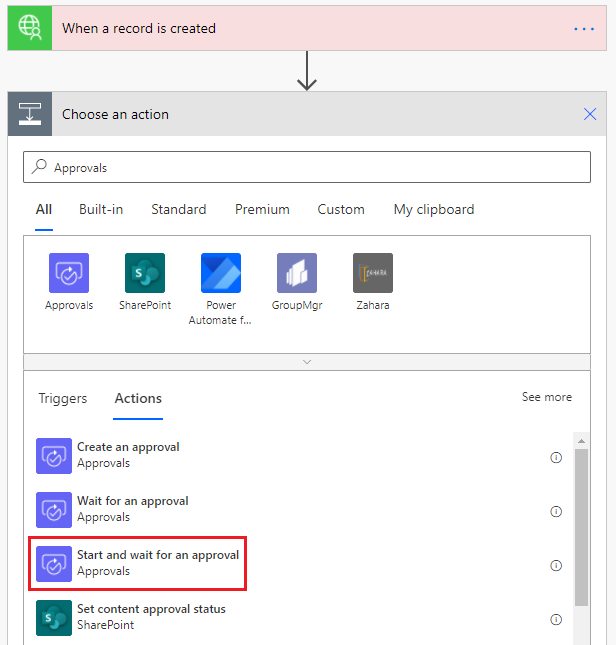 When a record is created
Choose an action
Approvals
All Built-in Standard Premium Custom My clipboard
Approvals SharePoint Power Automate f... GroupMgr Zahara
ZAHARA
Triggers Actions See more
Create an approval
Approvals
Wait for an approval
Approvals
Start and wait for an approval
Approvals
Set content approval status
SharePoint